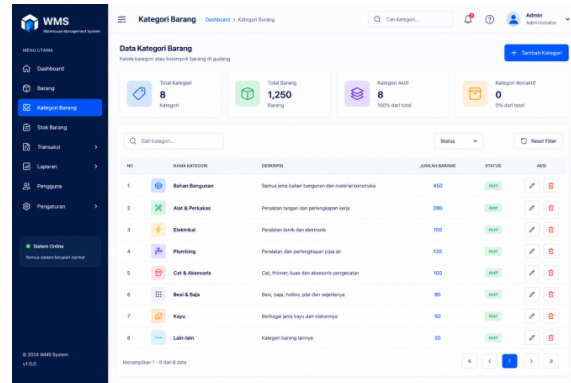 WMS
Warehouse Management System
MENU UTAMA
Dashboard
Barang
Kategori Barang
Stok Barang
Transaksi
Laporan
Pengguna
Pengaturan
Sistem Online
Semua sistem berjalan normal
© 2024 WMS System
v1.0.0
Kategori Barang Dashboard > Kategori Barang
Cari kategori...
Admin
Administrator
Data Kategori Barang
Kelola kategori atau kelompok barang di gudang
+ Tambah Kategori
Total Kategori
8
Kategori
Total Barang
1,250
Barang
Kategori Aktif
8
100% dari total
Kategori Nonaktif
0
0% dari total
Cari kategori...
Status
Reset Filter
NO NAMA KATEGORI DESKRIPSI JUMLAH BARANG STATUS AKSI
1 Bahan Bangunan Semua jenis bahan bangunan dan material konstruksi 450 Aktif
2 Alat & Perkakas Peralatan tangan dan perlengkapan kerja 280 Aktif
3 Elektrikal Peralatan listrik dan elektronik 150 Aktif
4 Plumbing Peralatan dan perlengkapan pipa air 120 Aktif
5 Cat & Aksesoris Cat, thinner, kuas dan aksesoris pengecatan 100 Aktif
6 Besi & Baja Besi, baja, hollow, plat dan sejenisnya 80 Aktif
7 Kayu Berbagai jenis kayu dan olahannya 50 Aktif
8 Lain-lain Kategori barang lainnya 20 Aktif
Menampilkan 1 - 8 dari 8 data
« < 1 > »